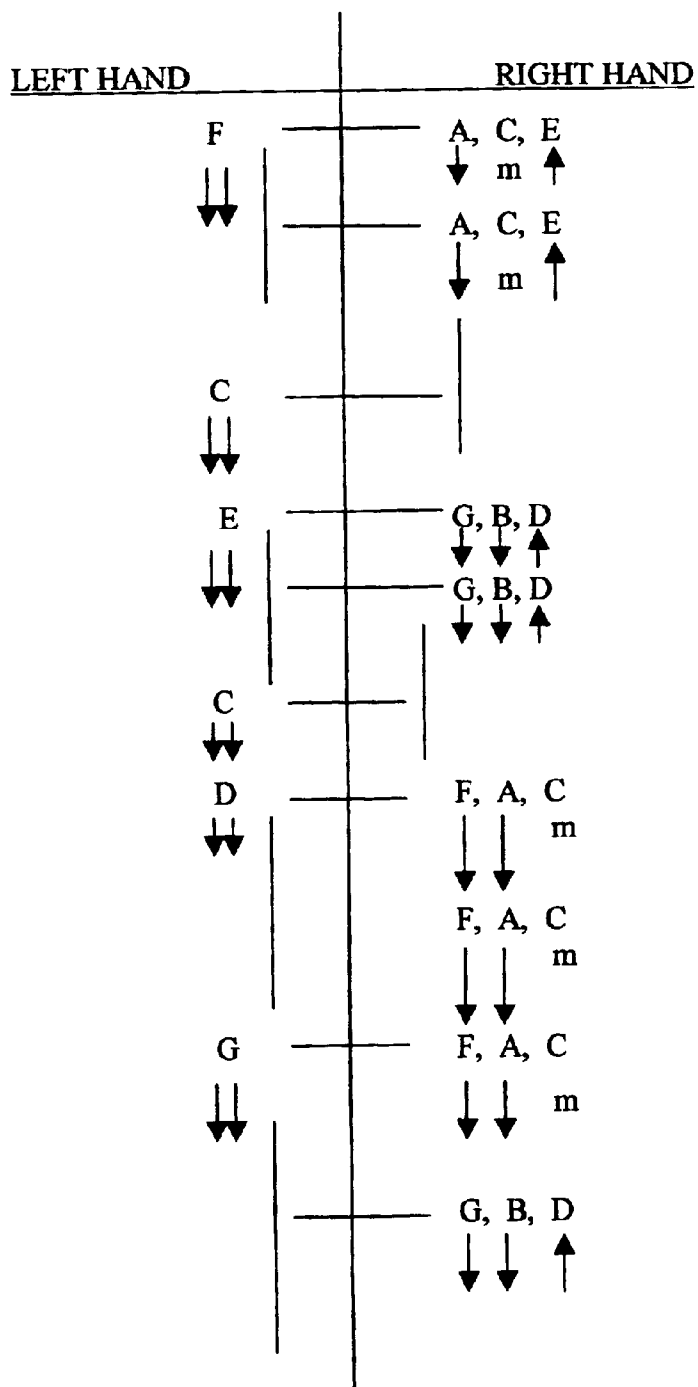 LEFT HAND RIGHT HAND
F A, C, E
m
A, C, E
m
C
E G, B, D
G, B, D
C
D F, A, C
m
F, A, C
m
G F, A, C
m
G, B, D